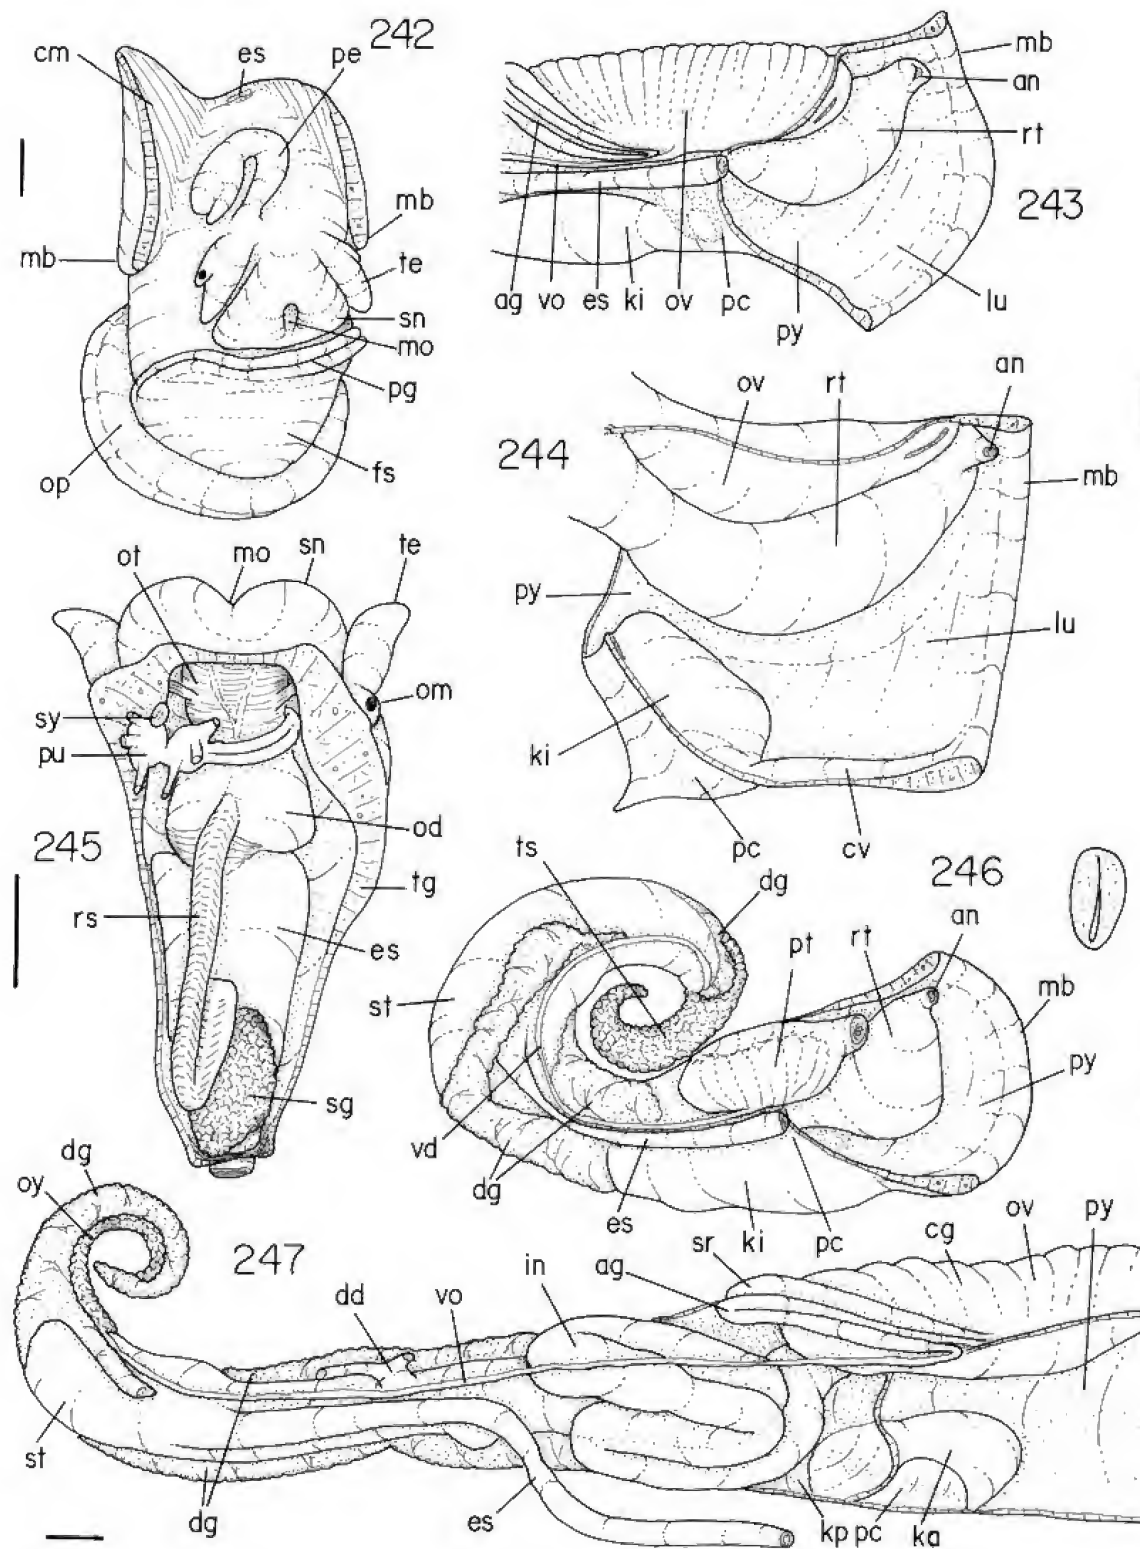 242
cm
es
pe
mb
mb
te
sn
mo
pg
op
fs
mb
an
rt
243
ag
vo
es
ki
ov
pc
py
lu
244
ov
rt
an
mb
py
lu
ki
pc
cv
ot
mo
sn
te
sy
om
pu
245
od
tg
rs
es
sg
246
ts
dg
pt
rt
an
mb
st
py
vd
dg
es
ki
pc
247
dg
oy
dd
vo
in
ag
sr
cg
ov
py
st
dg
es
kp
pc
ka